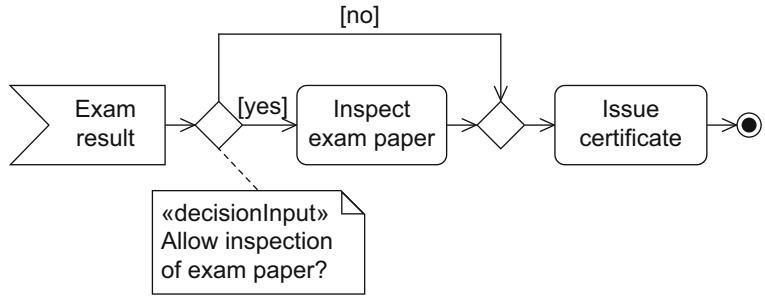 [no]
Exam
result
[yes]
Inspect
exam paper
Issue
certificate
«decisionInput»
Allow inspection
of exam paper?